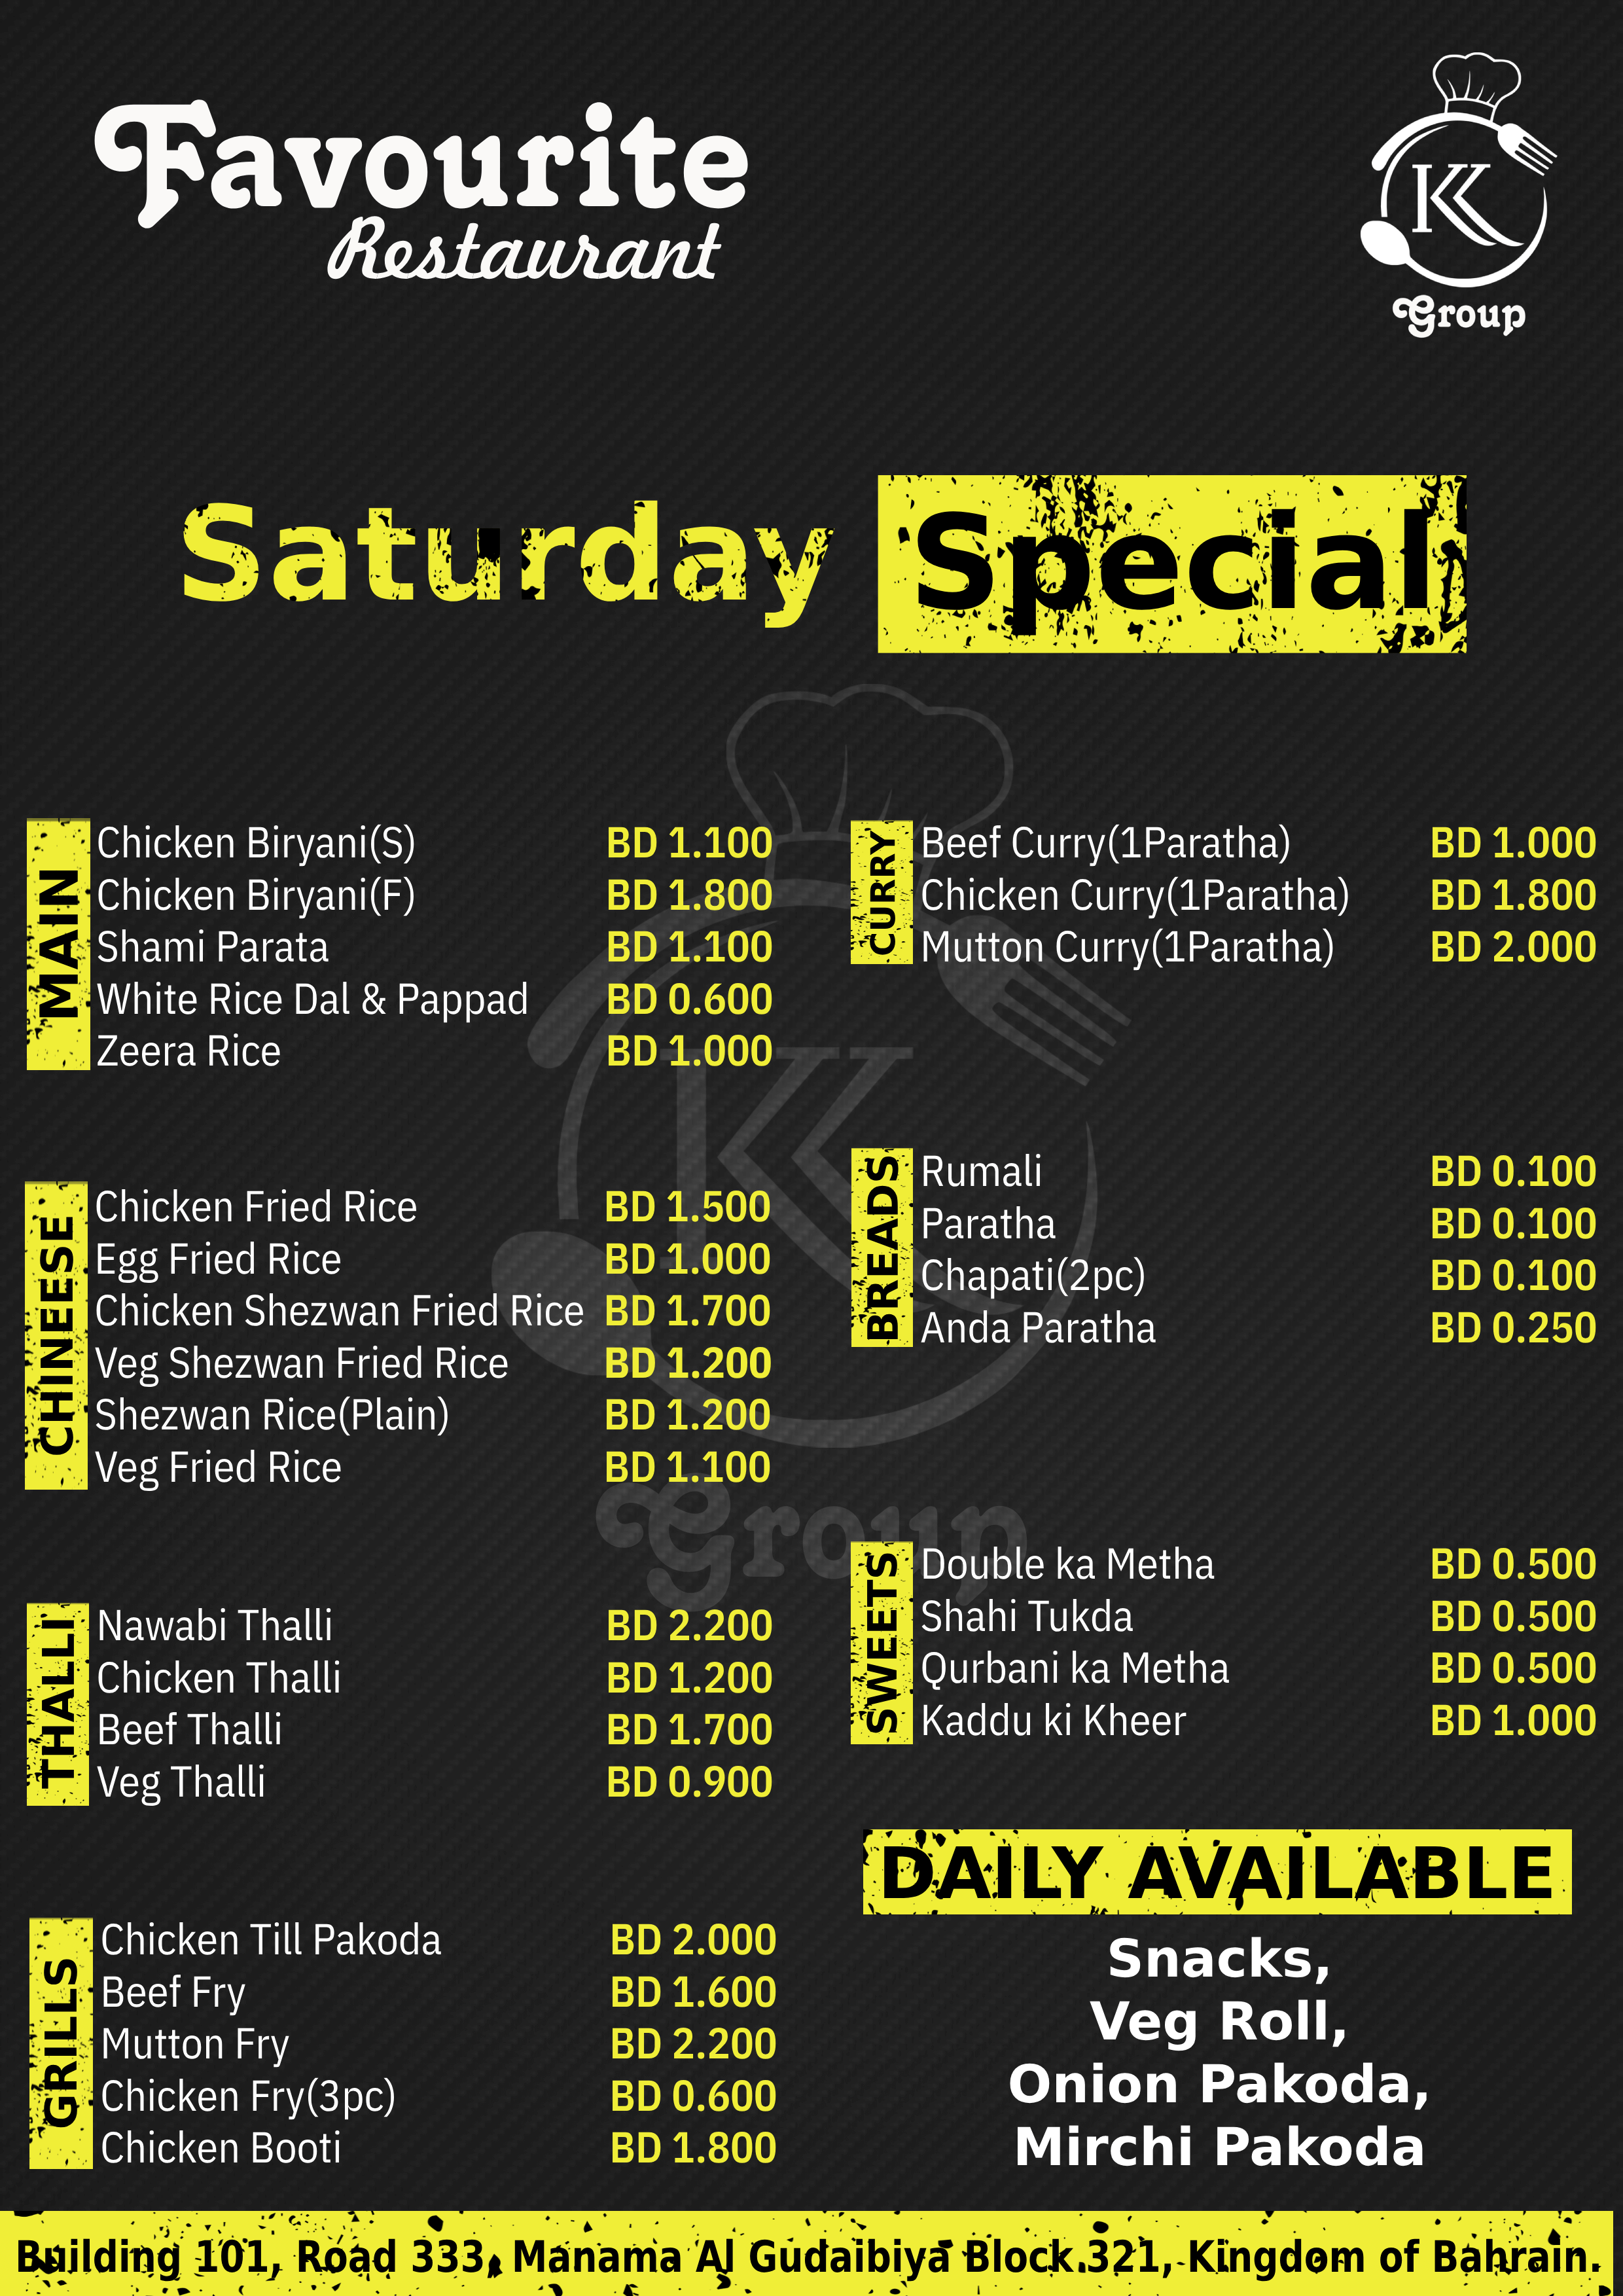 Favourite
Restaurant
KK
Group
Saturday Special
MAIN
Chicken Biryani(S) BD 1.100
Chicken Biryani(F) BD 1.800
Shami Parata BD 1.100
White Rice Dal & Pappad BD 0.600
Zeera Rice BD 1.000
CHINEESE
Chicken Fried Rice BD 1.500
Egg Fried Rice BD 1.000
Chicken Shezwan Fried Rice BD 1.700
Veg Shezwan Fried Rice BD 1.200
Shezwan Rice(Plain) BD 1.200
Veg Fried Rice BD 1.100
THALLI
Nawabi Thalli BD 2.200
Chicken Thalli BD 1.200
Beef Thalli BD 1.700
Veg Thalli BD 0.900
GRILLS
Chicken Till Pakoda BD 2.000
Beef Fry BD 1.600
Mutton Fry BD 2.200
Chicken Fry(3pc) BD 0.600
Chicken Booti BD 1.800
CURRY
Beef Curry(1Paratha) BD 1.000
Chicken Curry(1Paratha) BD 1.800
Mutton Curry(1Paratha) BD 2.000
BREADS
Rumali BD 0.100
Paratha BD 0.100
Chapati(2pc) BD 0.100
Anda Paratha BD 0.250
KK
Group
SWEETS
Double ka Metha BD 0.500
Shahi Tukda BD 0.500
Qurbani ka Metha BD 0.500
Kaddu ki Kheer BD 1.000
DAILY AVAILABLE
Snacks,
Veg Roll,
Onion Pakoda,
Mirchi Pakoda
Building 101, Road 333, Manama Al Gudaibiya Block 321, Kingdom of Bahrain.